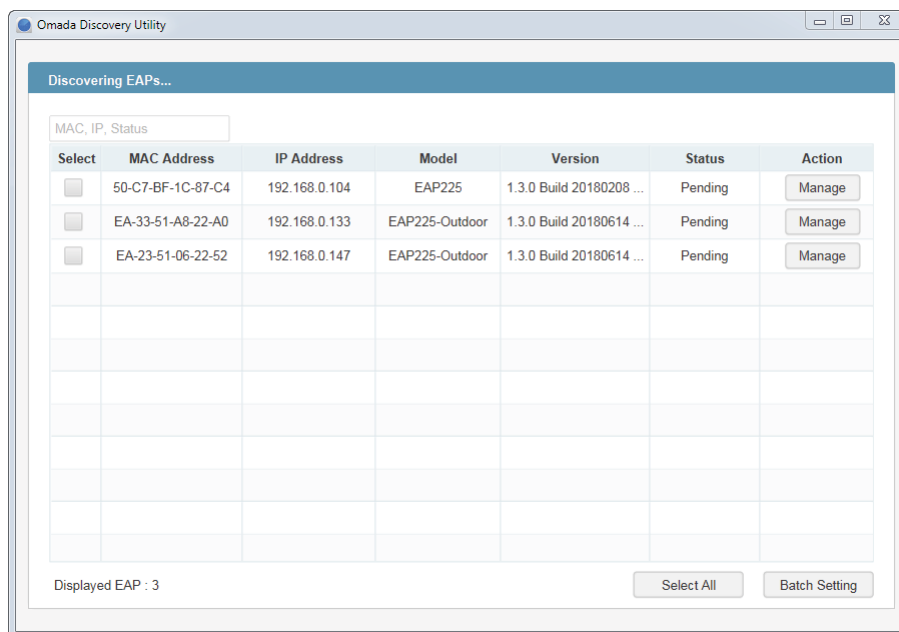 Omada Discovery Utility
Discovering EAPs...
MAC, IP, Status
Select MAC Address IP Address Model Version Status Action
50-C7-BF-1C-87-C4 192.168.0.104 EAP225 1.3.0 Build 20180208 ... Pending Manage
EA-33-51-A8-22-A0 192.168.0.133 EAP225-Outdoor 1.3.0 Build 20180614 ... Pending Manage
EA-23-51-06-22-52 192.168.0.147 EAP225-Outdoor 1.3.0 Build 20180614 ... Pending Manage
Displayed EAP : 3 Select All Batch Setting